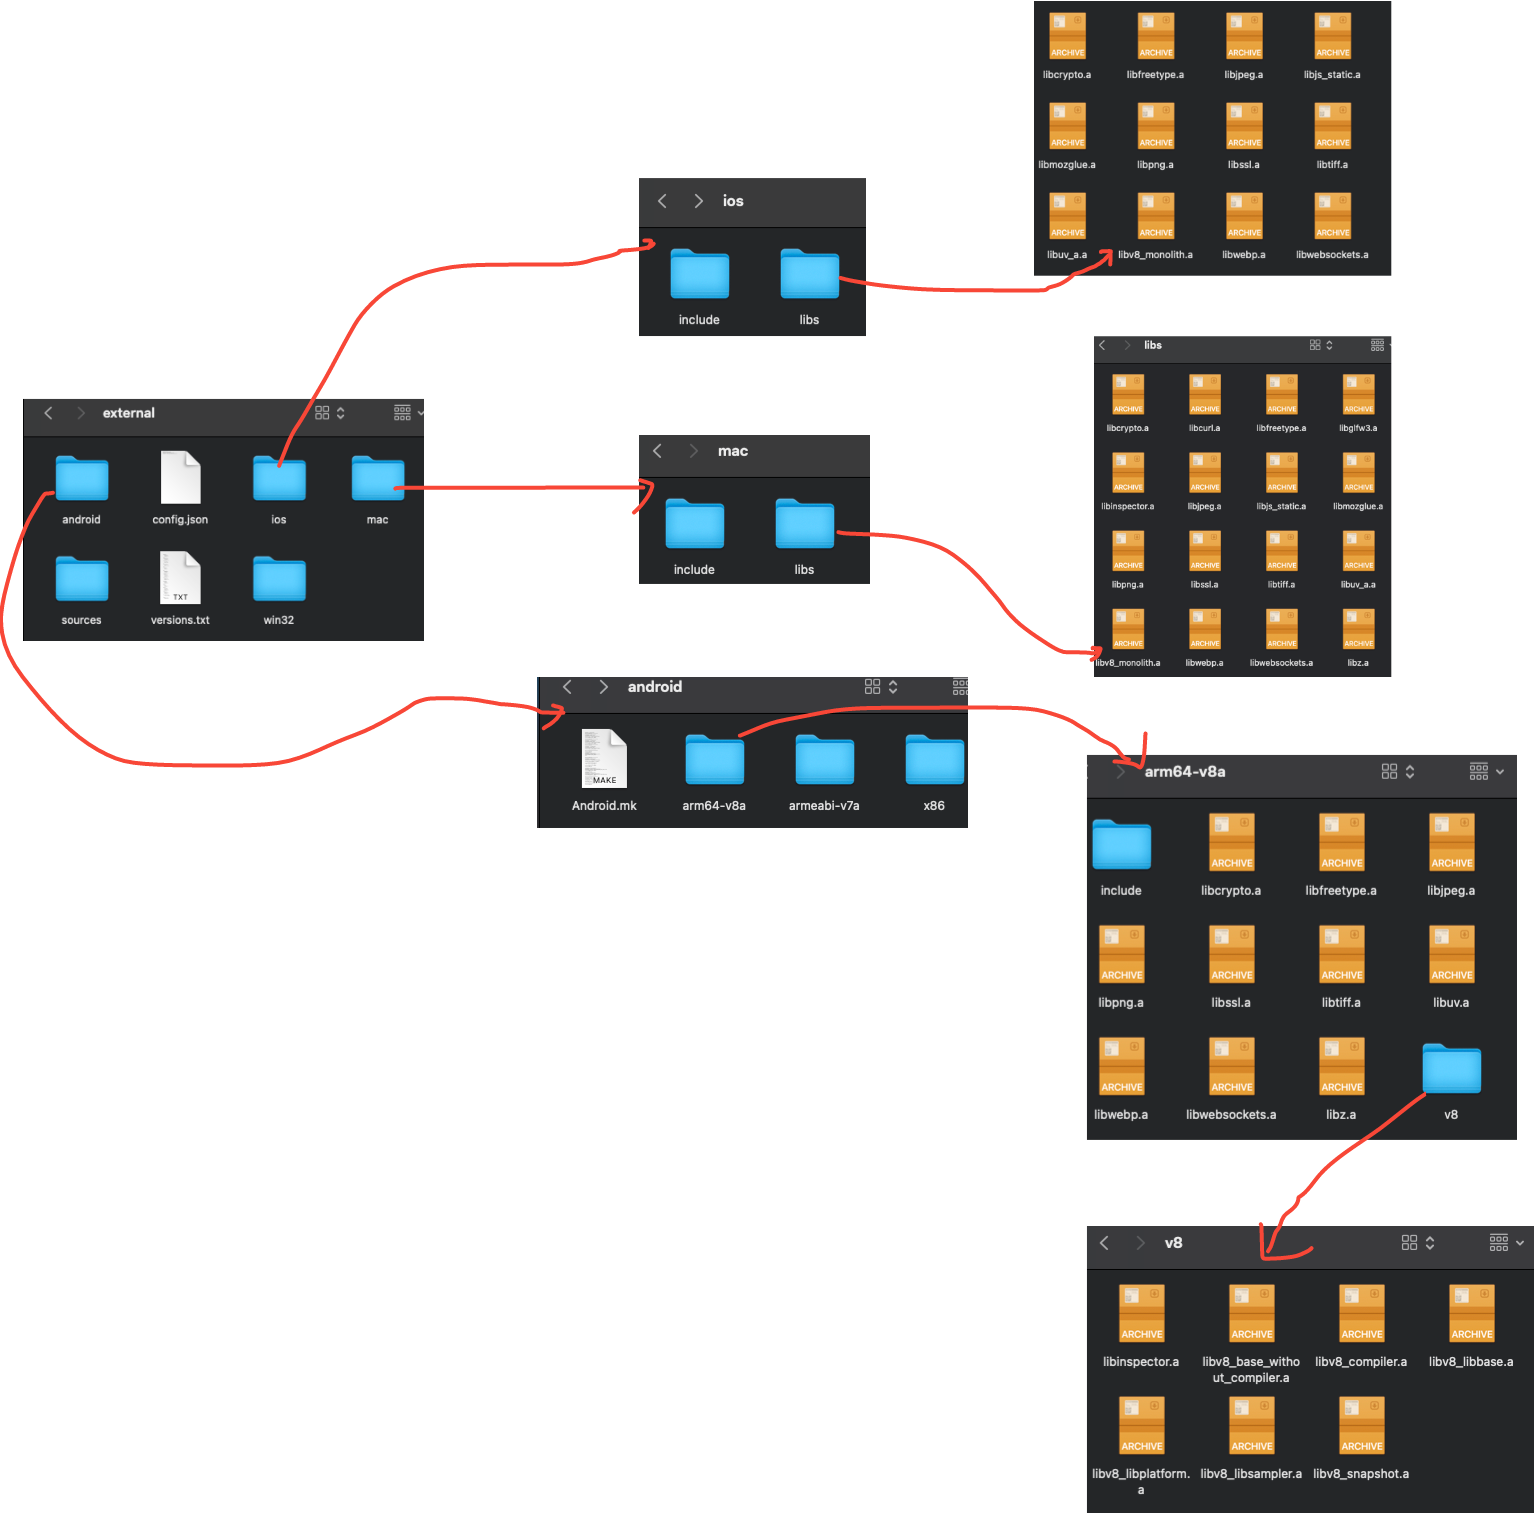 ARCHIVE ARCHIVE ARCHIVE ARCHIVE
libcrypto.a libfreetype.a libjpeg.a libjs_static.a
ARCHIVE ARCHIVE ARCHIVE ARCHIVE
libmozglue.a libpng.a libssl.a libtiff.a
ARCHIVE ARCHIVE ARCHIVE ARCHIVE
libuv_a.a libv8_monolith.a libwebp.a libwebsockets.a
ios
include libs
libs
ARCHIVE ARCHIVE ARCHIVE ARCHIVE
libcrypto.a libcurl.a libfreetype.a libglfw3.a
ARCHIVE ARCHIVE ARCHIVE ARCHIVE
libinspector.a libjpeg.a libjs_static.a libmozglue.a
ARCHIVE ARCHIVE ARCHIVE ARCHIVE
libpng.a libssl.a libtiff.a libuv_a.a
ARCHIVE ARCHIVE ARCHIVE ARCHIVE
libv8_monolith.a libwebp.a libwebsockets.a libz.a
external
android config.json ios mac
TXT
sources versions.txt win32
mac
include libs
android
MAKE
Android.mk arm64-v8a armeabi-v7a x86
arm64-v8a
ARCHIVE ARCHIVE ARCHIVE
include libcrypto.a libfreetype.a libjpeg.a
ARCHIVE ARCHIVE ARCHIVE ARCHIVE
libpng.a libssl.a libtiff.a libuv.a
ARCHIVE ARCHIVE ARCHIVE
libwebp.a libwebsockets.a libz.a v8
v8
ARCHIVE ARCHIVE ARCHIVE ARCHIVE
libinspector.a libv8_base_witho libv8_compiler.a libv8_libbase.a
ut_compiler.a
ARCHIVE ARCHIVE ARCHIVE
libv8_libplatform. libv8_libsampler.a libv8_snapshot.a
a